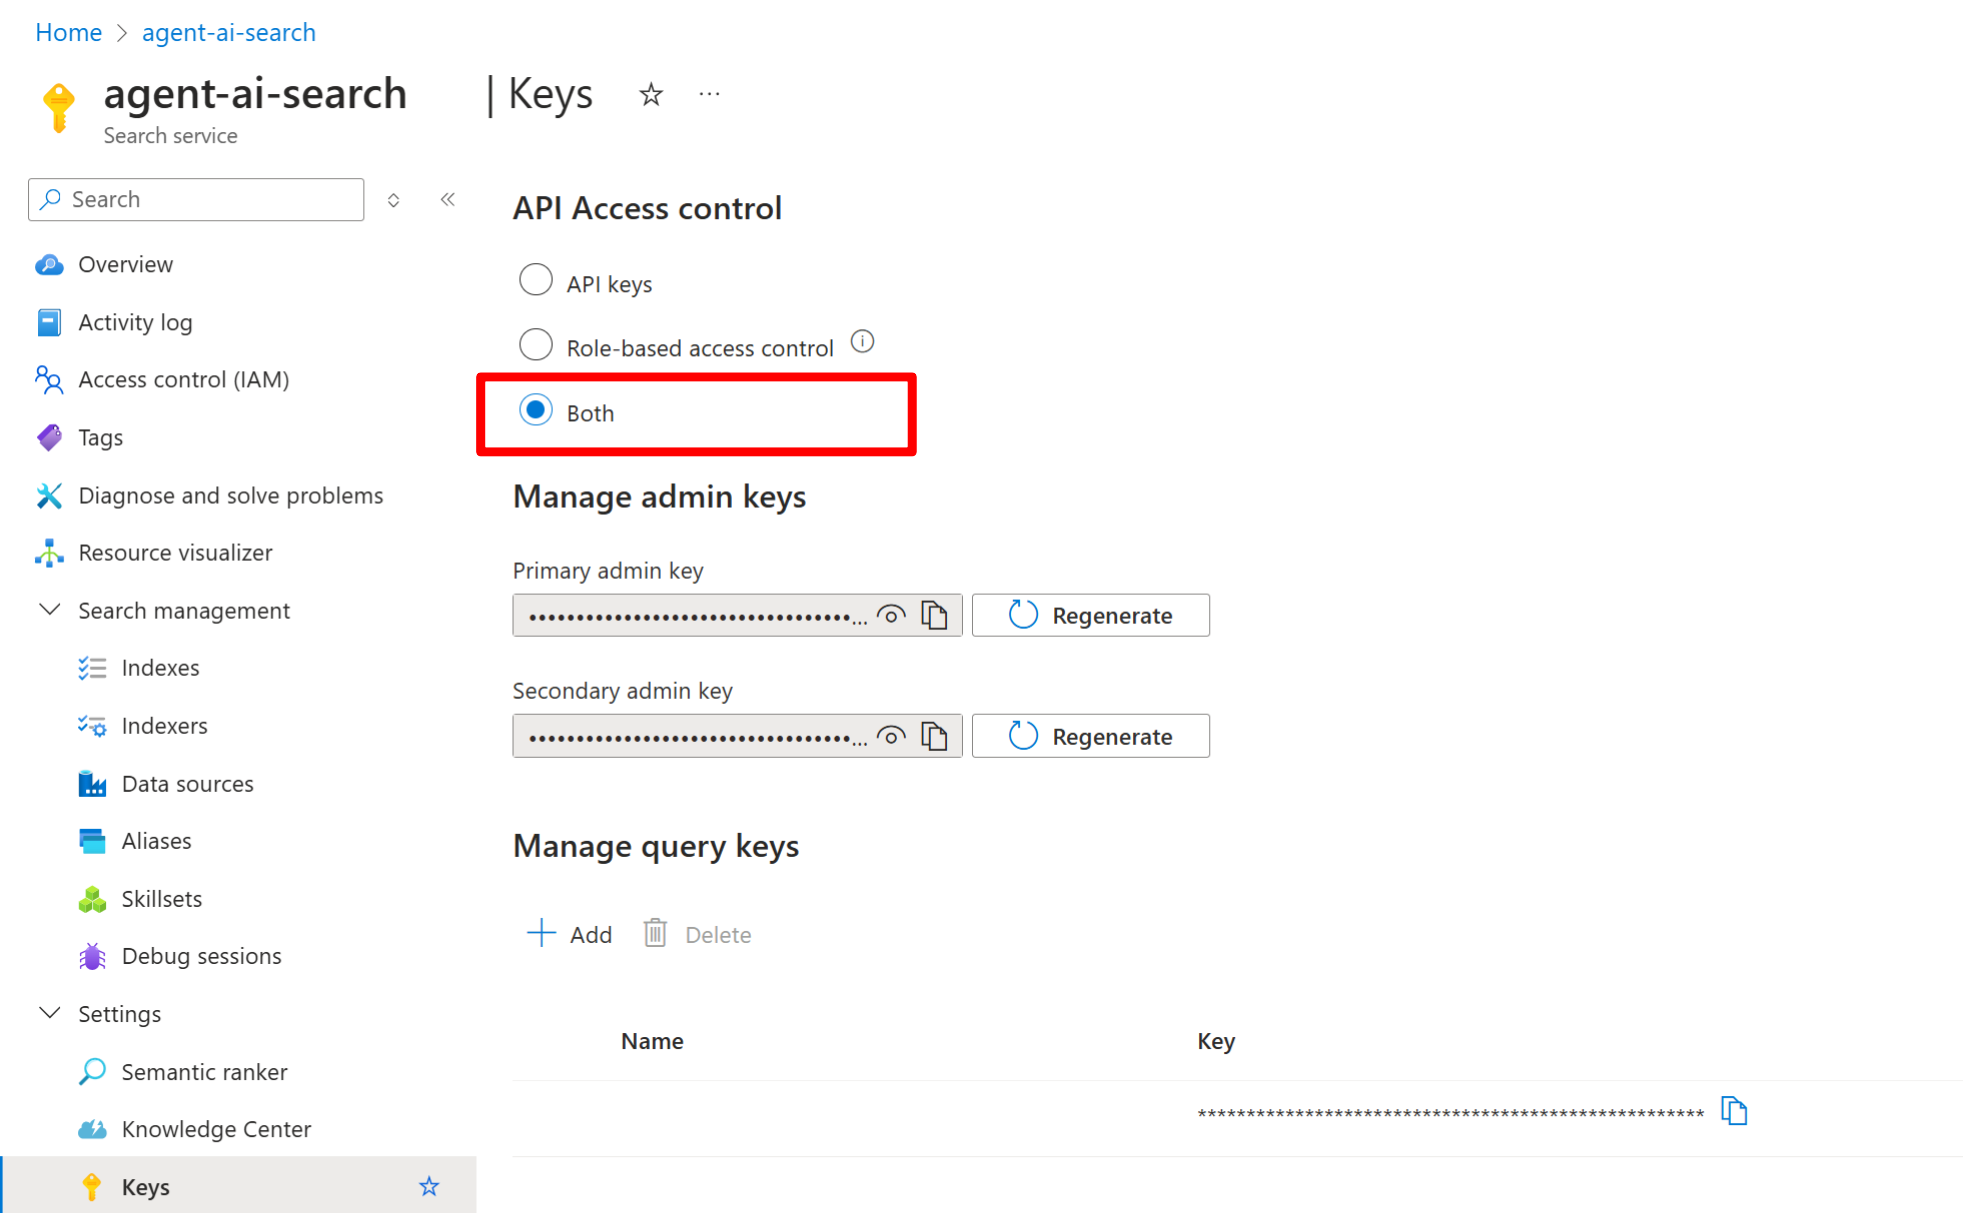 Home > agent-ai-search
agent-ai-search | Keys ...
Search service
Search
Overview
Activity log
Access control (IAM)
Tags
Diagnose and solve problems
Resource visualizer
Search management
Indexes
Indexers
Data sources
Aliases
Skillsets
Debug sessions
Settings
Semantic ranker
Knowledge Center
Keys
API Access control
API keys
Role-based access control
Both
Manage admin keys
Primary admin key
••••••••••••••••••••••••••••••••••... Regenerate
Secondary admin key
••••••••••••••••••••••••••••••••••... Regenerate
Manage query keys
Add Delete
Name Key
****************************************************